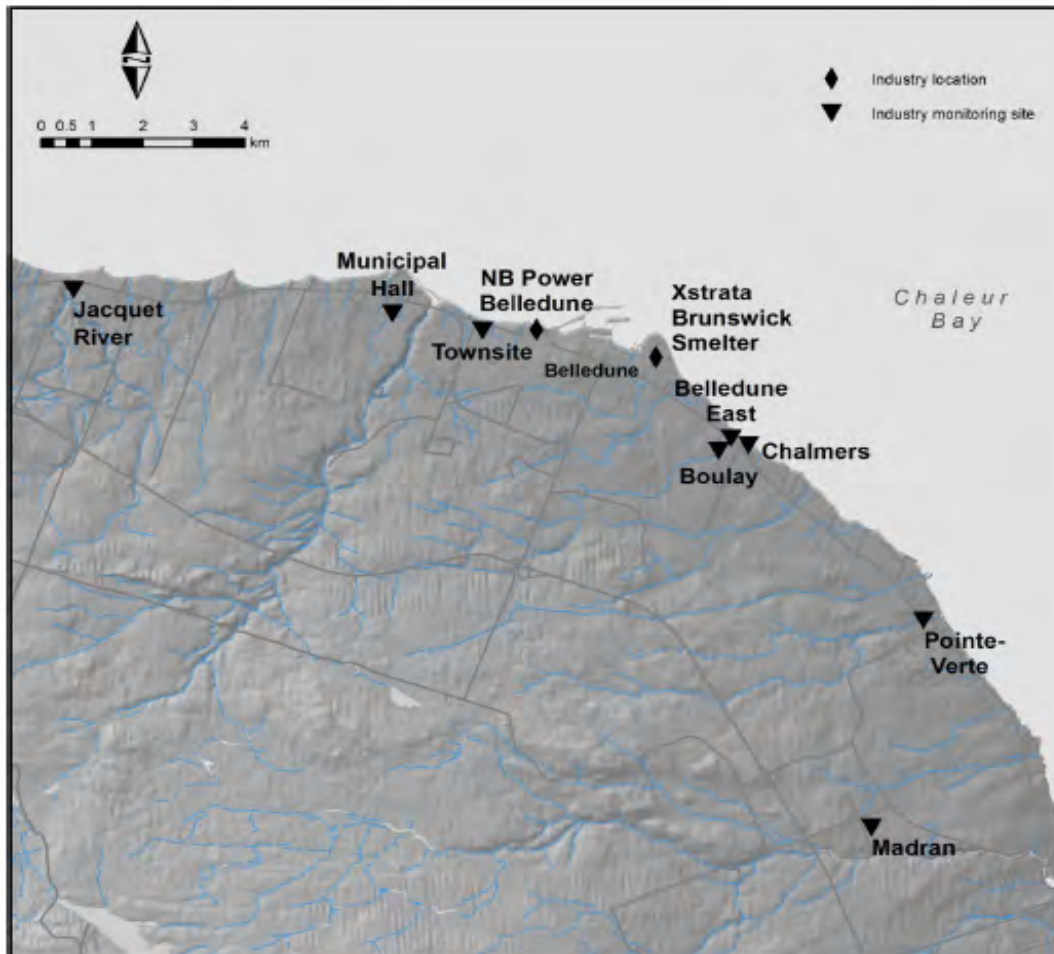 0 0.5 1 2 3 4
km
Industry location
Industry monitoring site
Municipal
Hall
NB Power
Belledune
Xstrata
Brunswick
Smelter
Chaleur
Bay
Jacquet
River
Townsite
Belledune
Belledune
East
Chalmers
Boulay
Pointe-
Verte
Madran